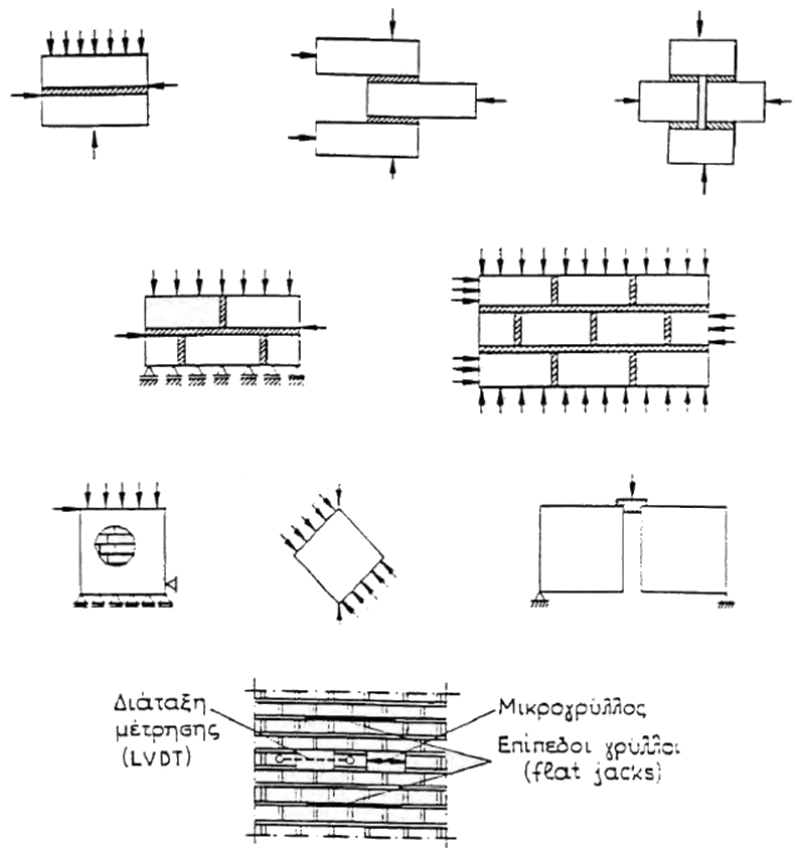 Διάταξη
μέτρησης
(LVDT)
Μικρογρύλλος
Επίπεδοι γρύλλοι
(flat jacks)